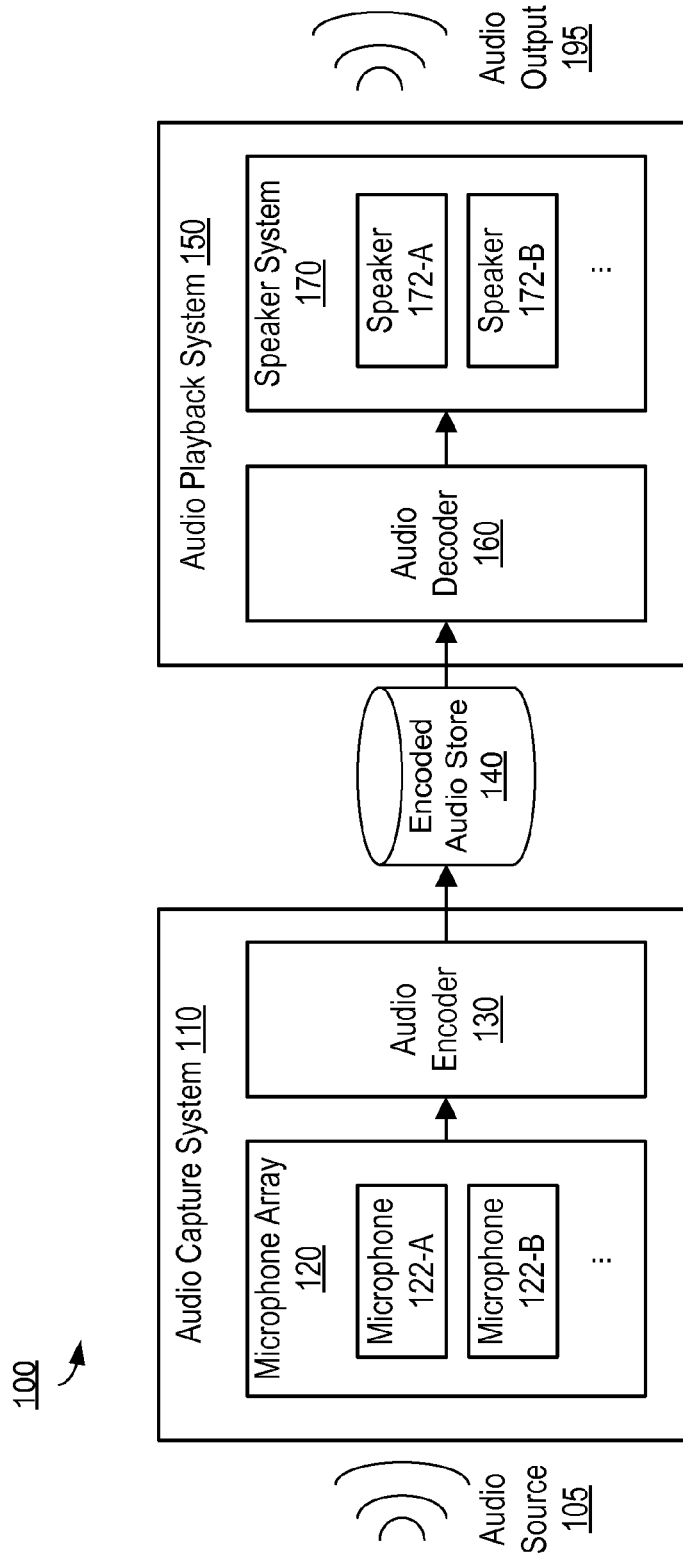 100
Audio Source
105
Audio Capture System 110
Microphone Array
120
Microphone
122-A
Microphone
122-B
...
Audio
Encoder
130
Encoded
Audio Store
140
Audio Playback System 150
Audio
Decoder
160
Speaker System
170
Speaker
172-A
Speaker
172-B
...
Audio
Output
195